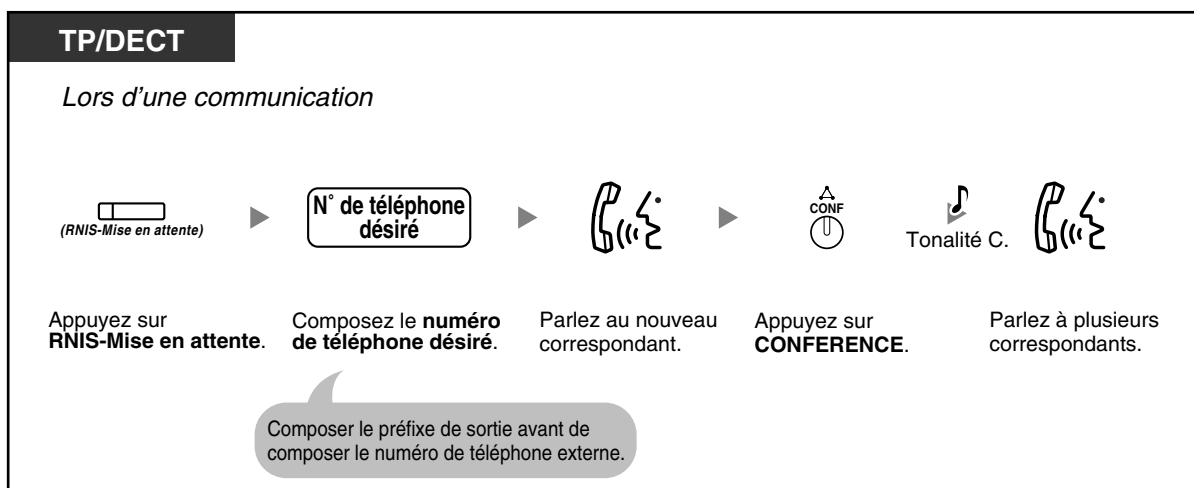 TP/DECT
Lors d'une communication
(RNIS-Mise en attente)
N° de téléphone
désiré
CONF
Tonalité C.
Appuyez sur
RNIS-Mise en attente.
Composez le numéro
de téléphone désiré.
Parlez au nouveau
correspondant.
Appuyez sur
CONFERENCE.
Parlez à plusieurs
correspondants.
Composer le préfixe de sortie avant de
composer le numéro de téléphone externe.